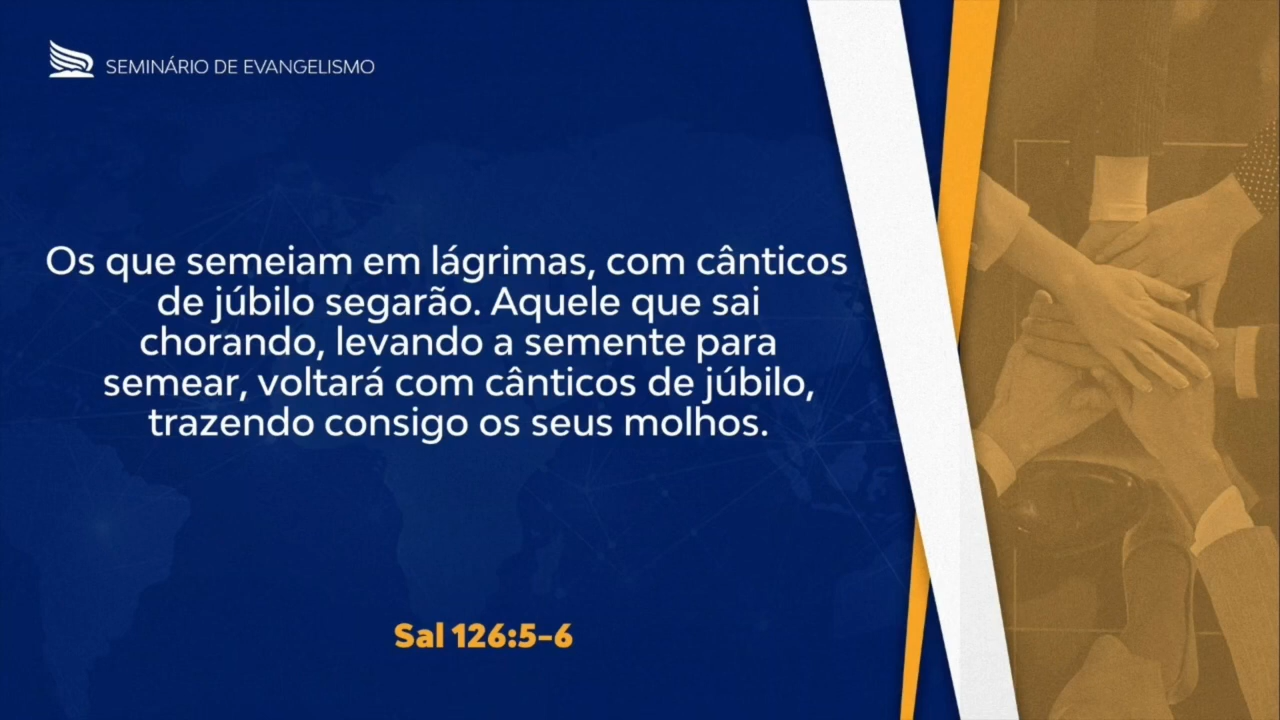 SEMINÁRIO DE EVANGELISMO
Os que semeiam em lágrimas, com cânticos
de júbilo segarão. Aquele que sai
chorando, levando a semente para
semear, voltará com cânticos de júbilo,
trazendo consigo os seus molhos.
Sal 126:5-6